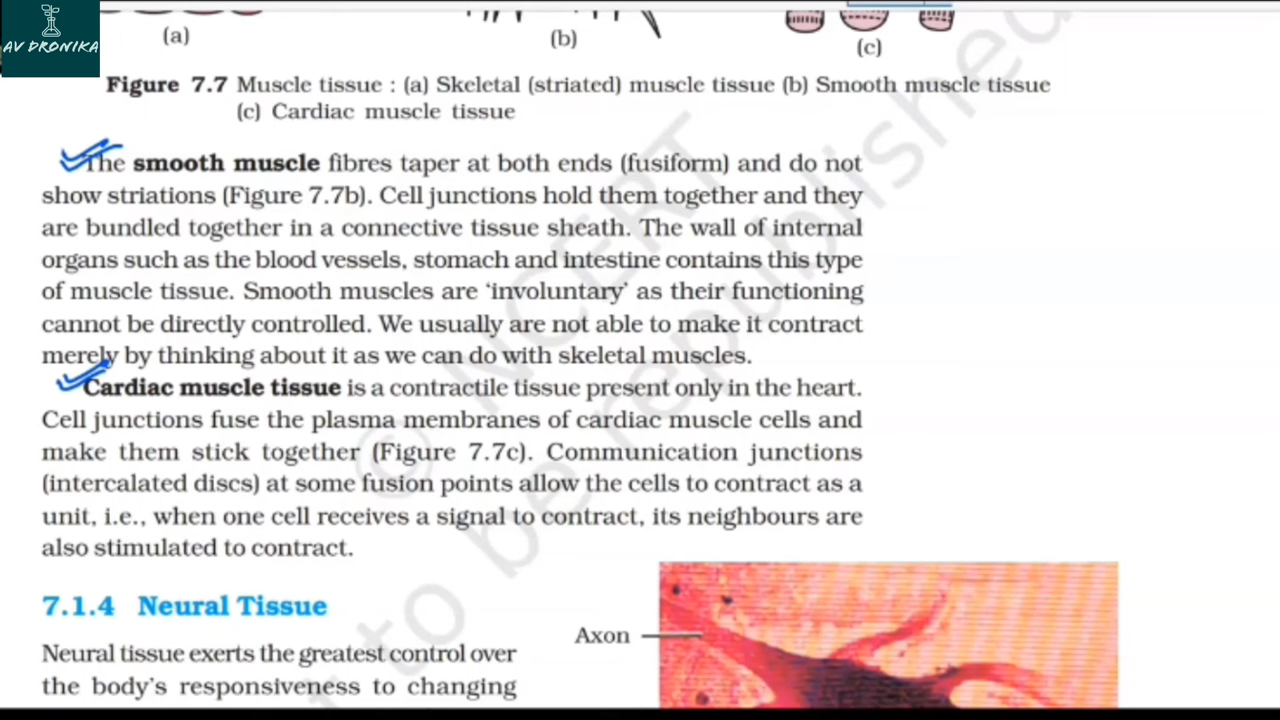 AV DRONIKA
(a)
(b)
(c)
Figure 7.7 Muscle tissue : (a) Skeletal (striated) muscle tissue (b) Smooth muscle tissue
(c) Cardiac muscle tissue
The smooth muscle fibres taper at both ends (fusiform) and do not
show striations (Figure 7.7b). Cell junctions hold them together and they
are bundled together in a connective tissue sheath. The wall of internal
organs such as the blood vessels, stomach and intestine contains this type
of muscle tissue. Smooth muscles are ‘involuntary’ as their functioning
cannot be directly controlled. We usually are not able to make it contract
merely by thinking about it as we can do with skeletal muscles.
Cardiac muscle tissue is a contractile tissue present only in the heart.
Cell junctions fuse the plasma membranes of cardiac muscle cells and
make them stick together (Figure 7.7c). Communication junctions
(intercalated discs) at some fusion points allow the cells to contract as a
unit, i.e., when one cell receives a signal to contract, its neighbours are
also stimulated to contract.
7.1.4 Neural Tissue
Axon
Neural tissue exerts the greatest control over
the body’s responsiveness to changing
© NCERT
to be republished